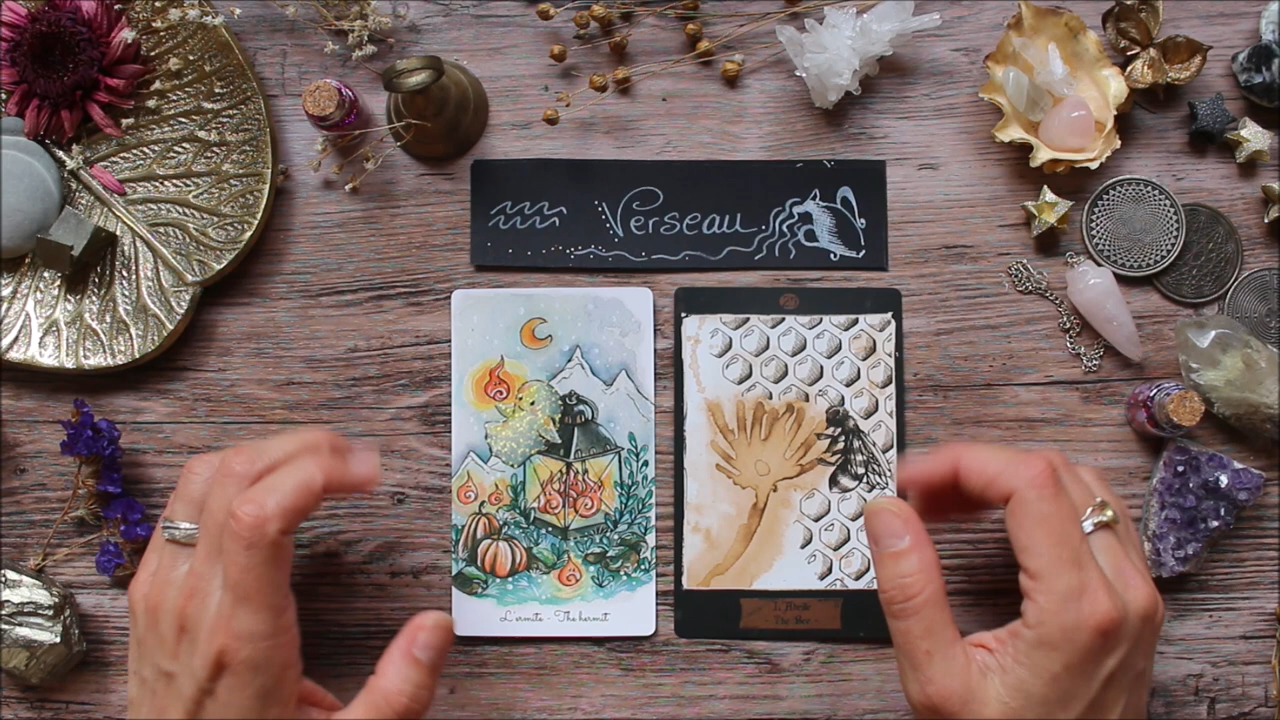 Verseau
L'ermite - The hermit
L'Abeille
- The Bee -